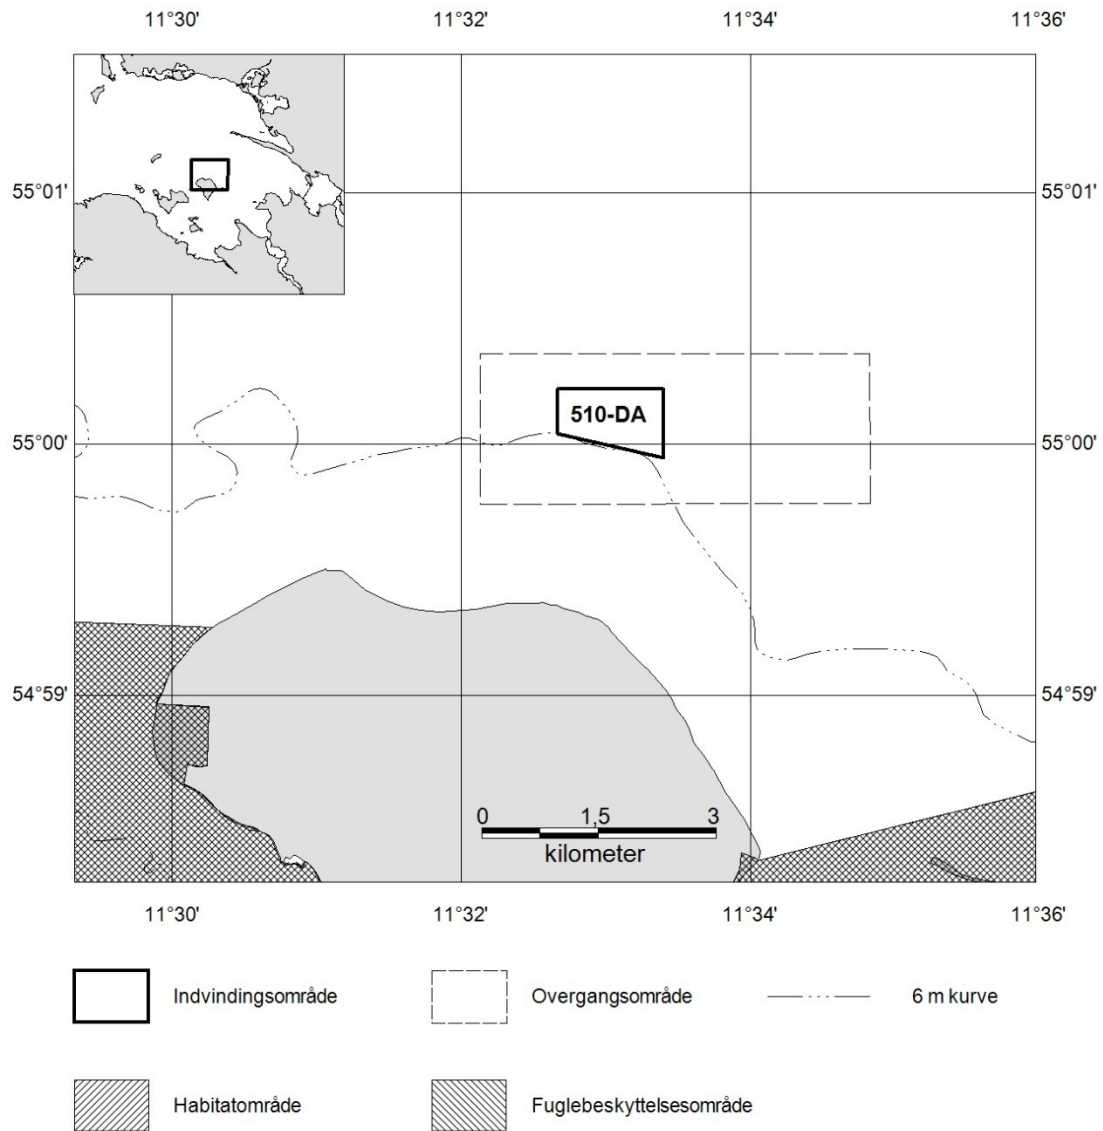 11°30' 11°32' 11°34' 11°36'
55°01' 55°01'
510-DA
55°00' 55°00'
54°59' 54°59'
0 1,5 3
kilometer
11°30' 11°32' 11°34' 11°36'
Indvindingsområde Overgangsområde 6 m kurve
Habitatområde Fuglebeskyttelsesområde